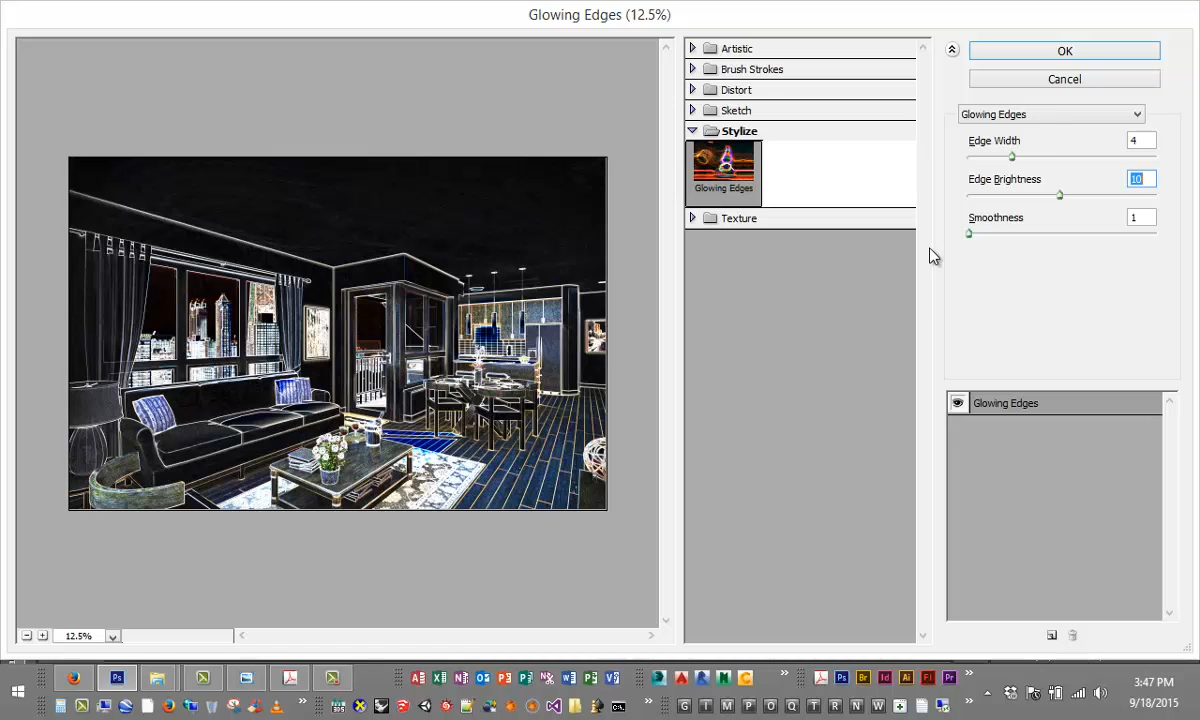 Glowing Edges (12.5%)
Artistic
Brush Strokes
Distort
Sketch
Stylize
Glowing Edges
Texture
OK
Cancel
Glowing Edges
Edge Width 4
Edge Brightness 10
Smoothness 1
Glowing Edges
12.5%
3:47 PM
9/18/2015